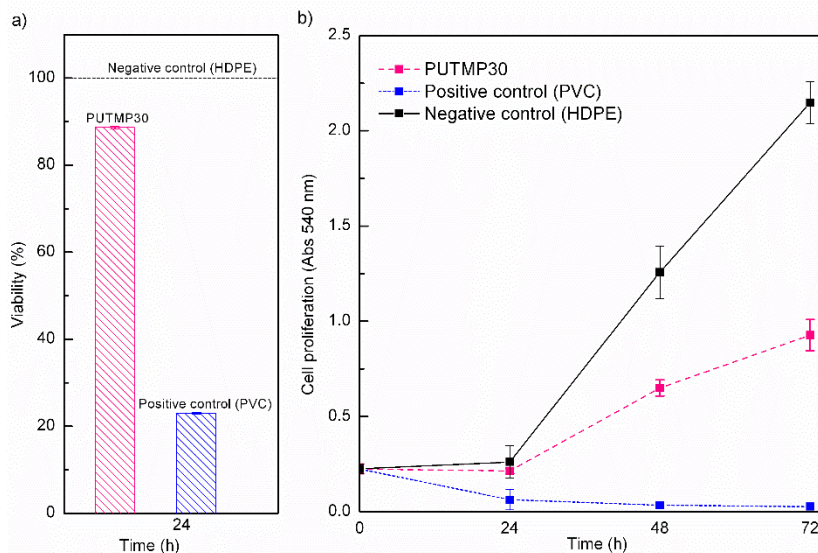 a)
Negative control (HDPE)
PUTMP30
Positive control (PVC)
100
80
60
40
20
0
Viability (%)
24
Time (h)
b)
PUTMP30
Positive control (PVC)
Negative control (HDPE)
2.5
2.0
1.5
1.0
0.5
0.0
Cell proliferation (Abs 540 nm)
0 24 48 72
Time (h)